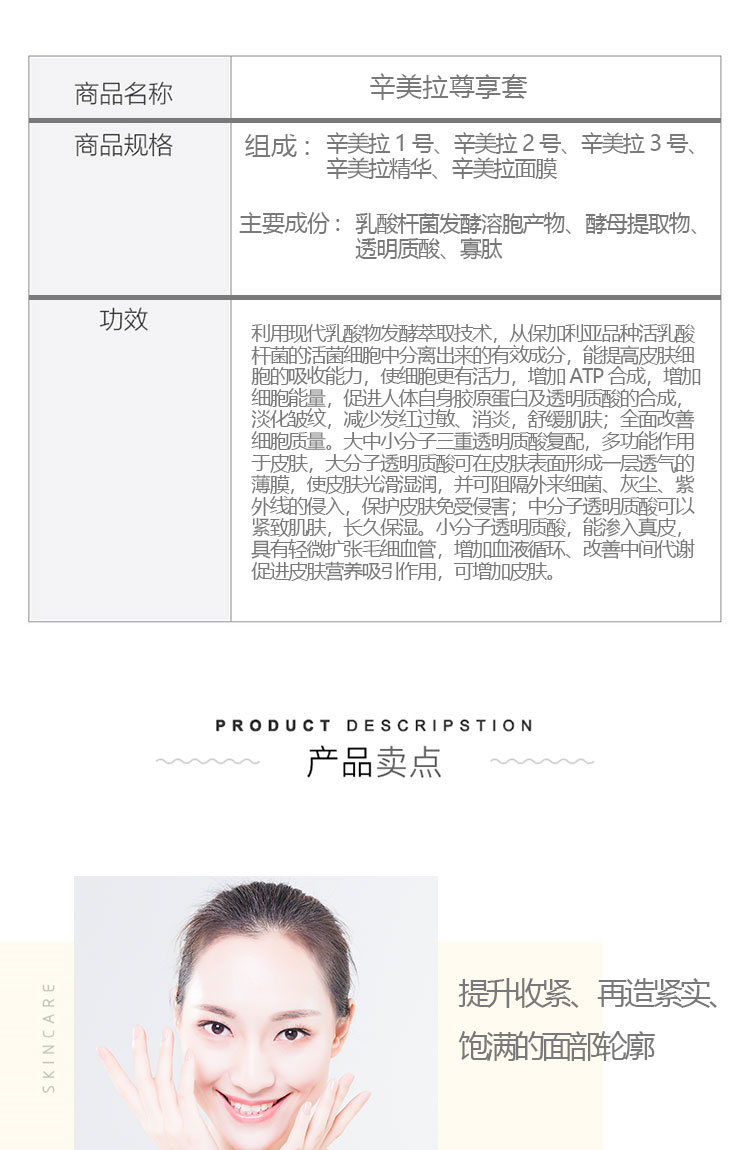 商品名称
辛美拉尊享套
商品规格
组成：辛美拉1号、辛美拉2号、辛美拉3号、
辛美拉精华、辛美拉面膜
主要成份：乳酸杆菌发酵溶胞产物、酵母提取物、
透明质酸、寡肽
功效
利用现代乳酸物发酵萃取技术，从保加利亚品种活乳酸
杆菌的活菌细胞中分离出来的有效成分，能提高皮肤细
胞的吸收能力，使细胞更有活力，增加 ATP 合成，增加
细胞能量，促进人体自身胶原蛋白及透明质酸的合成，
淡化皱纹，减少发红过敏、消炎，舒缓肌肤；全面改善
细胞质量。大中小分子三重透明质酸复配，多功能作用
于皮肤，大分子透明质酸可在皮肤表面形成一层透气的
薄膜，使皮肤光滑湿润，并可阻隔外来细菌、灰尘、紫
外线的侵入，保护皮肤免受侵害；中分子透明质酸可以
紧致肌肤，长久保湿。小分子透明质酸，能渗入真皮，
具有轻微扩张毛细血管，增加血液循环、改善中间代谢
促进皮肤营养吸引作用，可增加皮肤。
PRODUCT DESCRIPSTION
产品卖点
SKINCARE
提升收紧、再造紧实、
饱满的面部轮廓